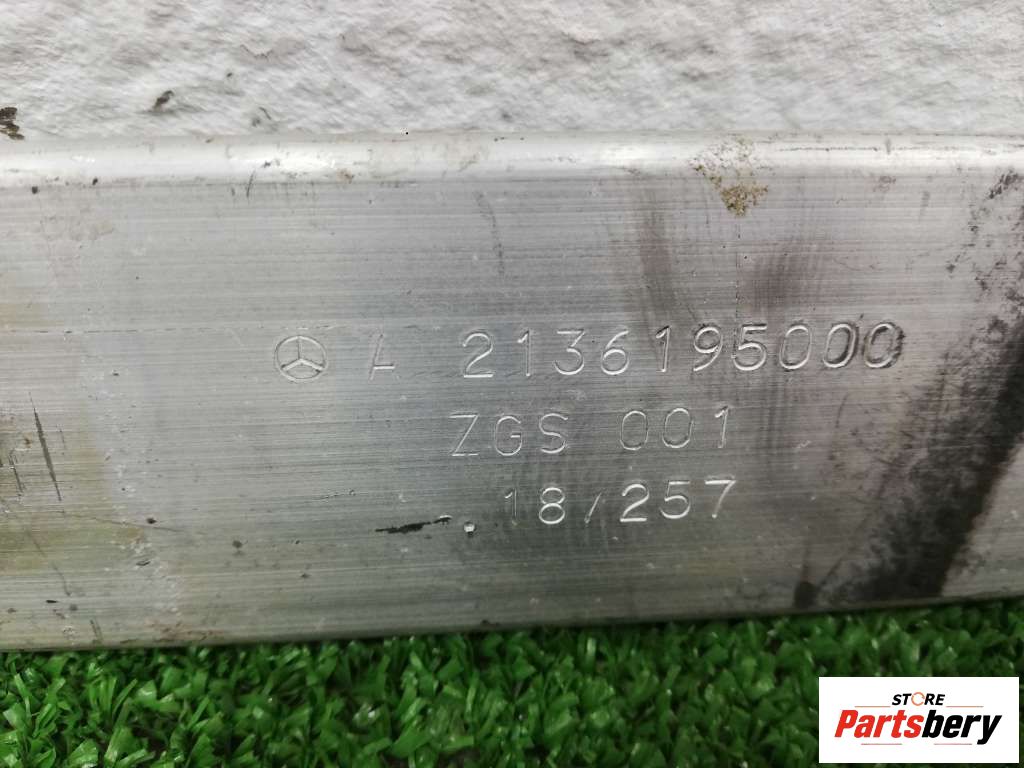 A 2136195000
ZGS 001
18/257
STORE
Partsbery